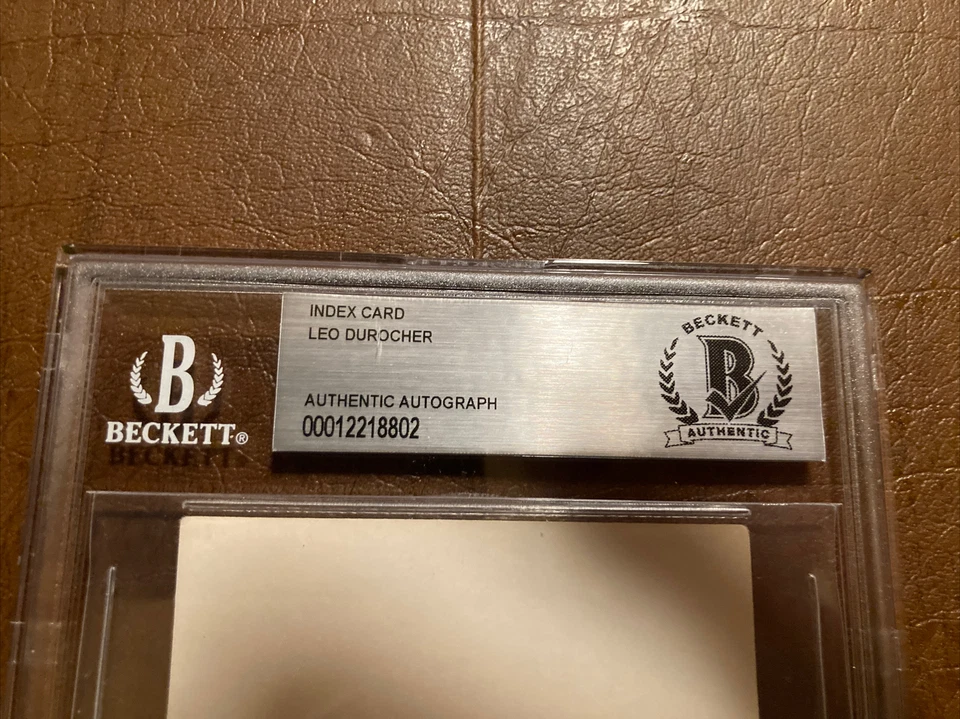 INDEX CARD
LEO DUROCHER
AUTHENTIC AUTOGRAPH
00012218802
B
BECKETT®
BECKETT
B
AUTHENTIC